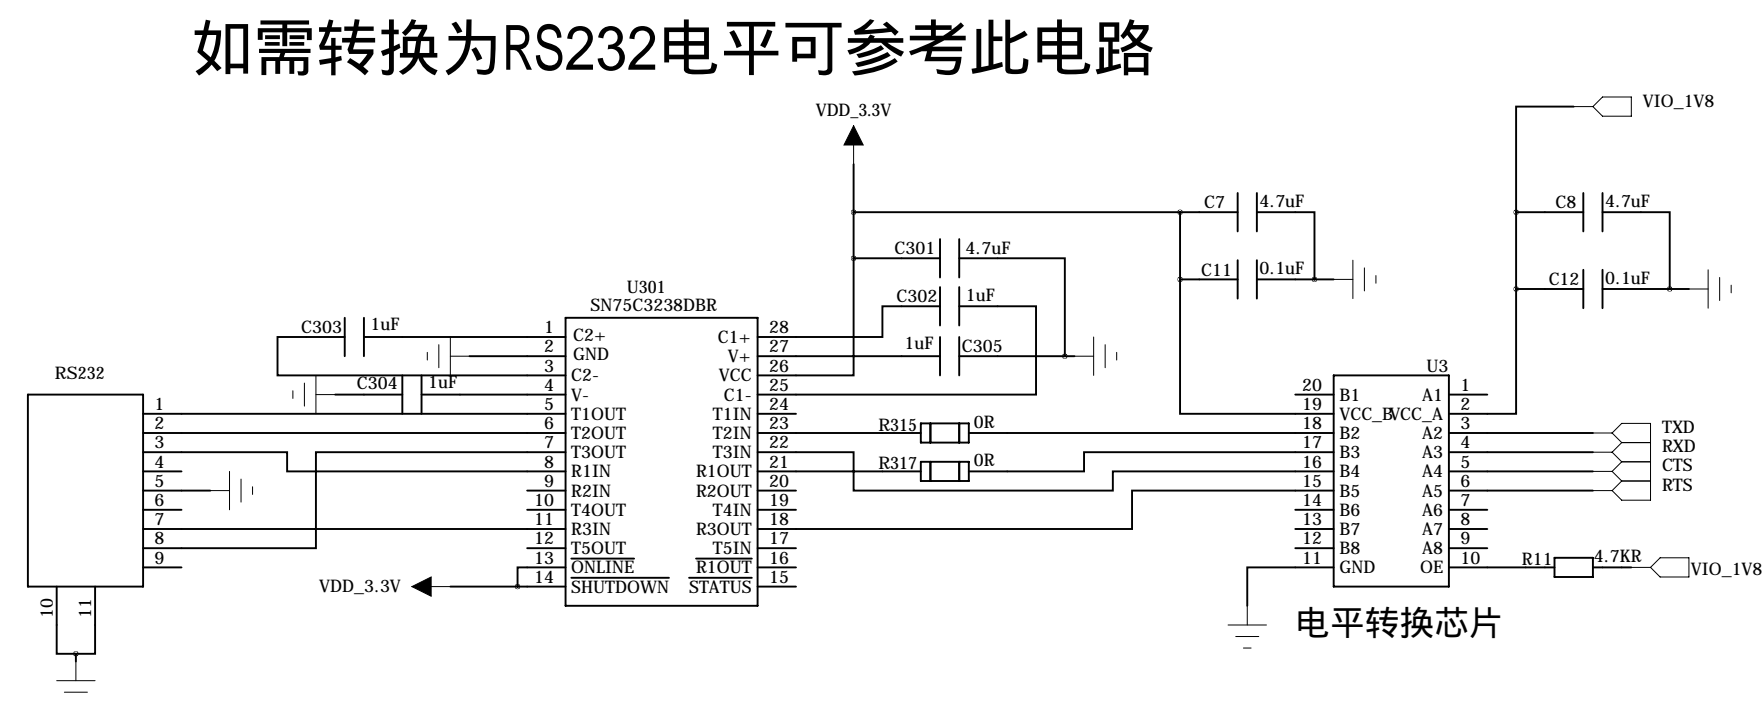 如需转换为RS232电平可参考此电路
VDD_3.3V
VIO_1V8
C7 4.7uF
C8 4.7uF
C301 4.7uF
C11 0.1uF
C12 0.1uF
U301
SN75C3238DBR
C302 1uF
C303 1uF
1uF C305
C304 1uF
RS232
1
2
3
4
5
6
7
8
9
10
11
1 C2+
2 GND
3 C2-
4 V-
5 T1OUT
6 T2OUT
7 T3OUT
8 R1IN
9 R2IN
10 T4OUT
11 R3IN
12 T5OUT
13 ONLINE
14 SHUTDOWN
VDD_3.3V
C1+ 28
V+ 27
VCC 26
C1- 25
T1IN 24
T2IN 23
T3IN 22
R1OUT 21
R2OUT 20
T4IN 19
R3OUT 18
T5IN 17
R1OUT 16
STATUS 15
R315 0R
R317 0R
U3
20 B1
19 VCC_B
18 B2
17 B3
16 B4
15 B5
14 B6
13 B7
12 B8
11 GND
A1 1
VCC_A 2
A2 3
A3 4
A4 5
A5 6
A6 7
A7 8
A8 9
OE 10
TXD
RXD
CTS
RTS
R11 4.7KR
VIO_1V8
电平转换芯片